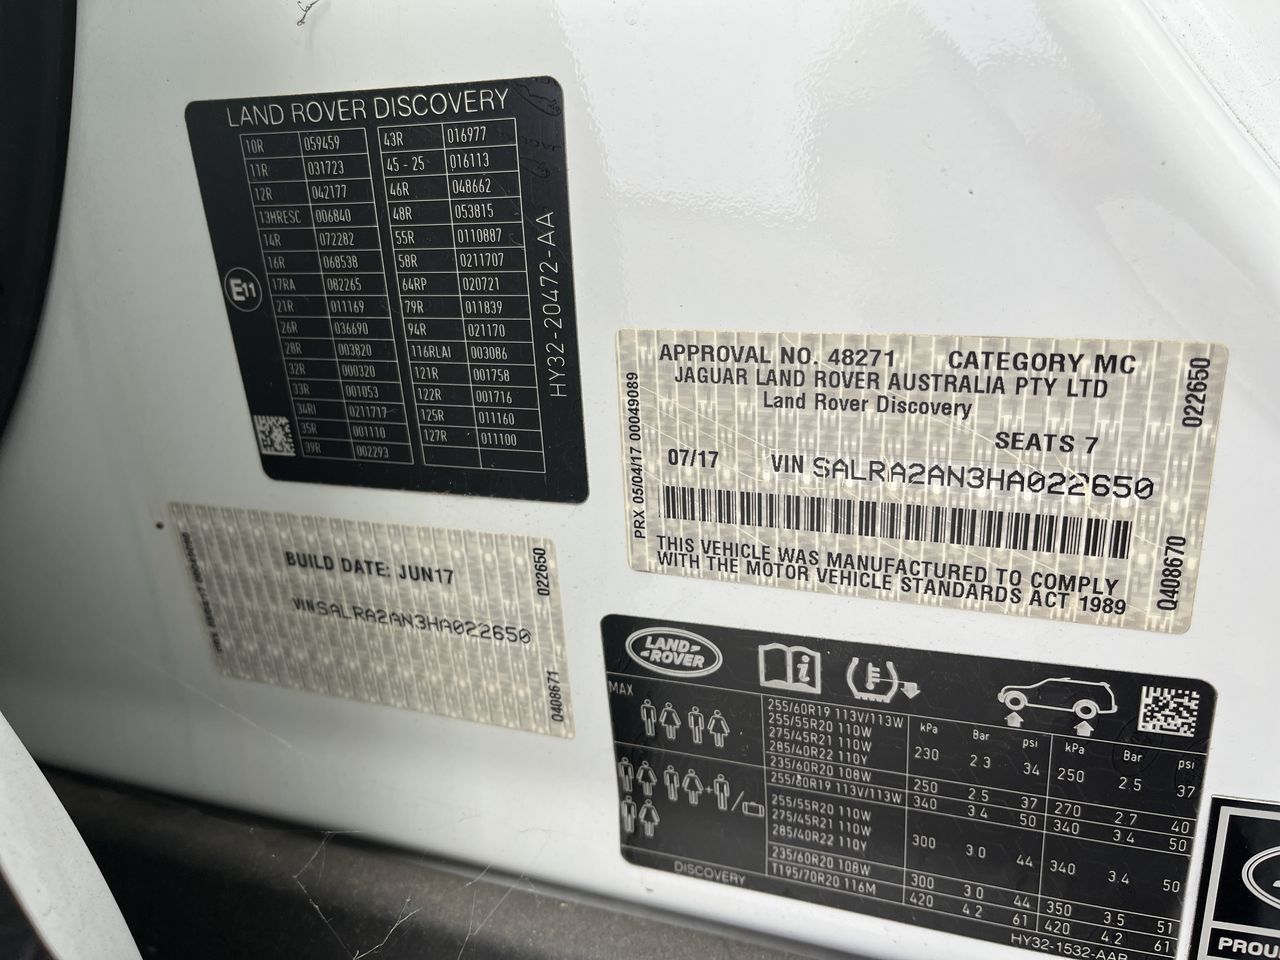 LAND ROVER DISCOVERY
10R 059459 43R 016977
11R 031723 45 - 25 016113
12R 042177 46R 048662
13HRESC 006840 48R 053815
14R 072282 55R 0110887
16R 068538 58R 0211707
17RA 082265 64RP 020721
21R 011169 79R 011839
26R 036690 94R 021170
28R 003820 116RLAI 003086
32R 000320 121R 001758
33R 001053 122R 001716
34RI 0211717 125R 011160
35R 001110 127R 011100
39R 002293
E11
HY32-20472-AA
APPROVAL NO. 48271 CATEGORY MC
JAGUAR LAND ROVER AUSTRALIA PTY LTD
Land Rover Discovery
SEATS 7
07/17 VIN SALRA2AN3HA022650
THIS VEHICLE WAS MANUFACTURED TO COMPLY
WITH THE MOTOR VEHICLE STANDARDS ACT 1989
PRX 05/04/17 00049089
022650
Q408670
BUILD DATE: JUN17
VIN SALRA2AN3HA022650
022650
Q408671
LAND ROVER
MAX
kPa Bar psi kPa Bar psi
255/60R19 113V/113W
255/55R20 110W
275/45R21 110W
285/40R22 110Y
230 2.3 34 250 2.5 37
235/60R20 108W 250 2.5 37 270 2.7 40
255/60R19 113V/113W 340 3.4 50 340 3.4 50
255/55R20 110W
275/45R21 110W
285/40R22 110Y
300 3.0 44 340 3.4 50
235/60R20 108W 300 3.0 44 350 3.5 51
T195/70R20 116M 420 4.2 61 420 4.2 61
DISCOVERY
HY32-1532-AAB
PROU